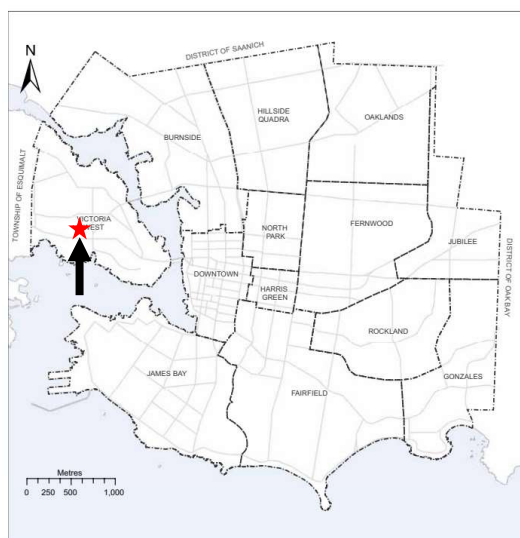 DISTRICT OF SAANICH
N
HILLSIDE
QUADRA
OAKLANDS
BURNSIDE
TOWNSHIP OF ESQUIMALT
VICTORIA
WEST
NORTH
PARK
FERNWOOD
JUBILEE
DISTRICT OF OAK BAY
DOWNTOWN
HARRIS
GREEN
ROCKLAND
JAMES BAY
FAIRFIELD
GONZALES
Metres
0 250 500 1,000